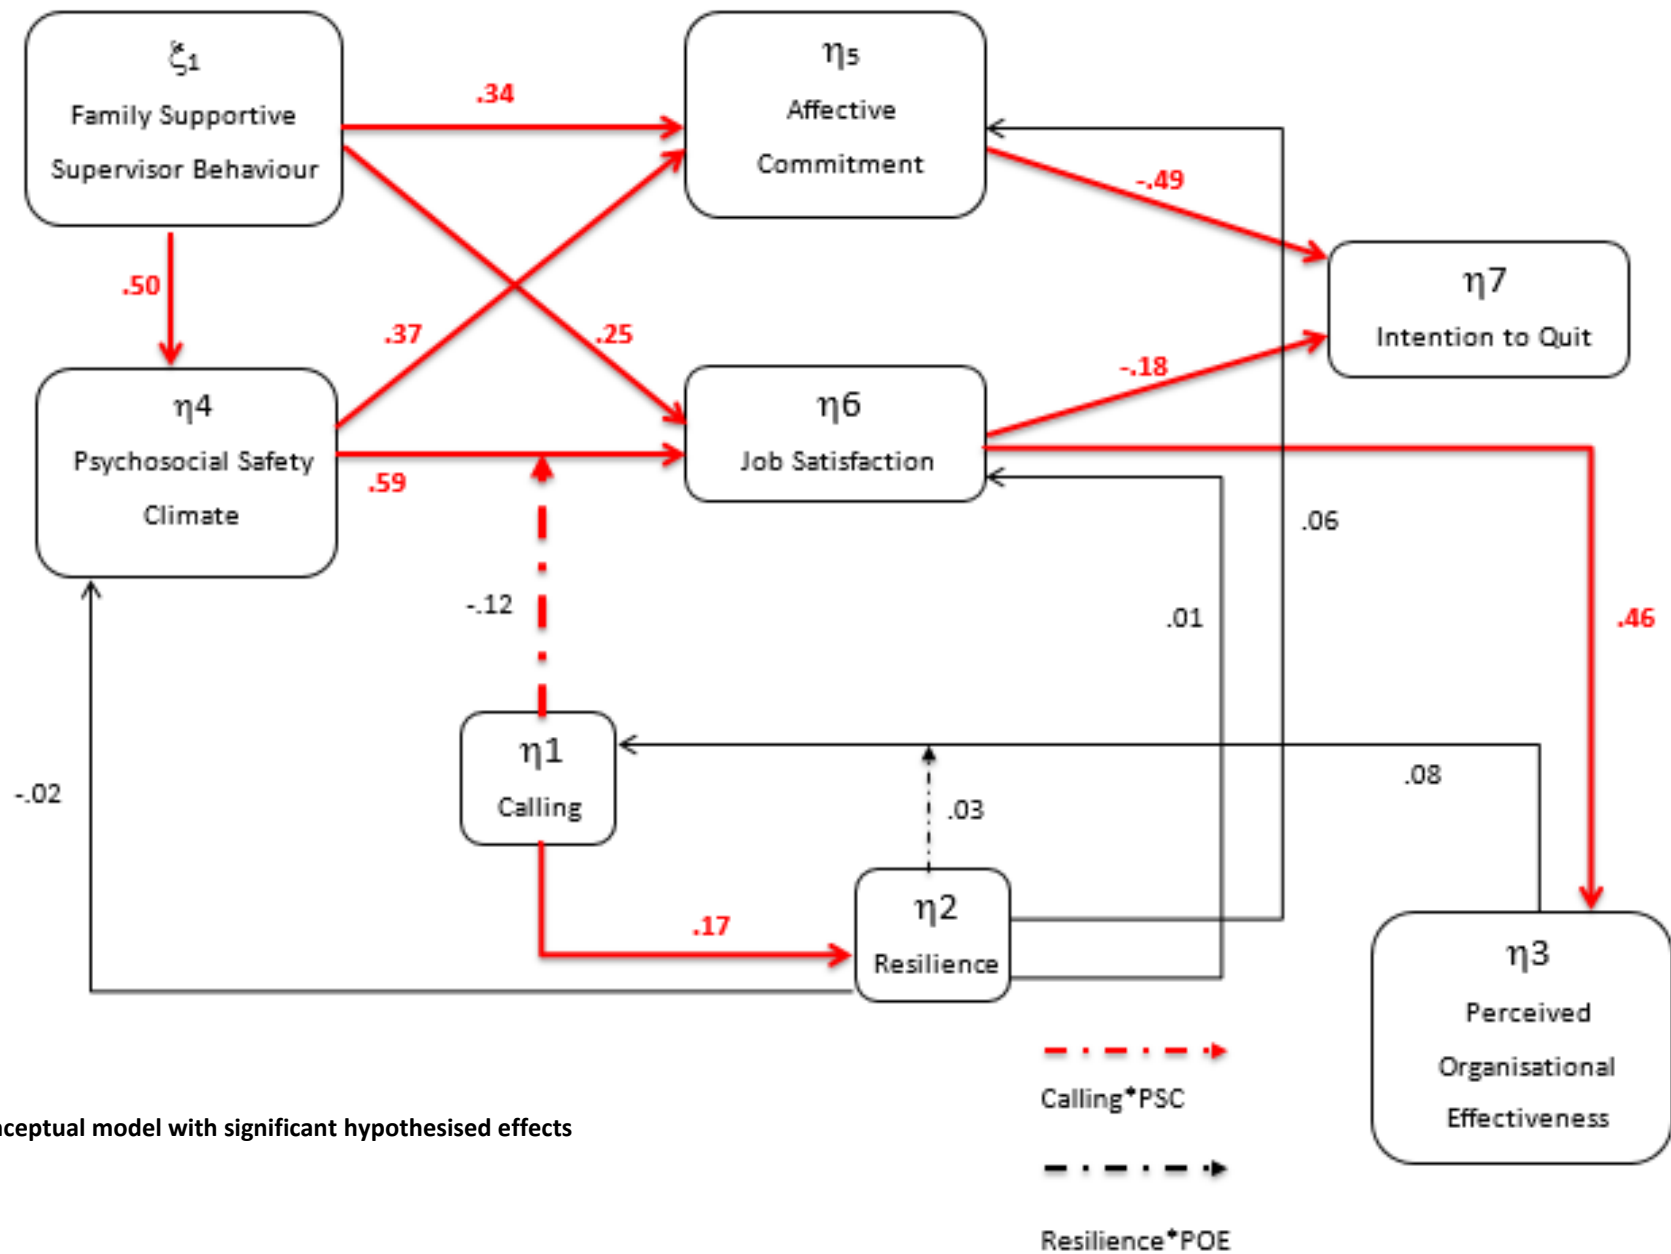 ξ1
Family Supportive
Supervisor Behaviour
η5
Affective
Commitment
.34
-.49
.50
.37
.25
η7
Intention to Quit
-.18
η4
Psychosocial Safety
Climate
η6
Job Satisfaction
.59
.06
-.12
.01
.46
η1
Calling
-.02
.03
.08
.17
η2
Resilience
η3
Perceived
Organisational
Effectiveness
Calling*PSC
nceptual model with significant hypothesised effects
Resilience*POE